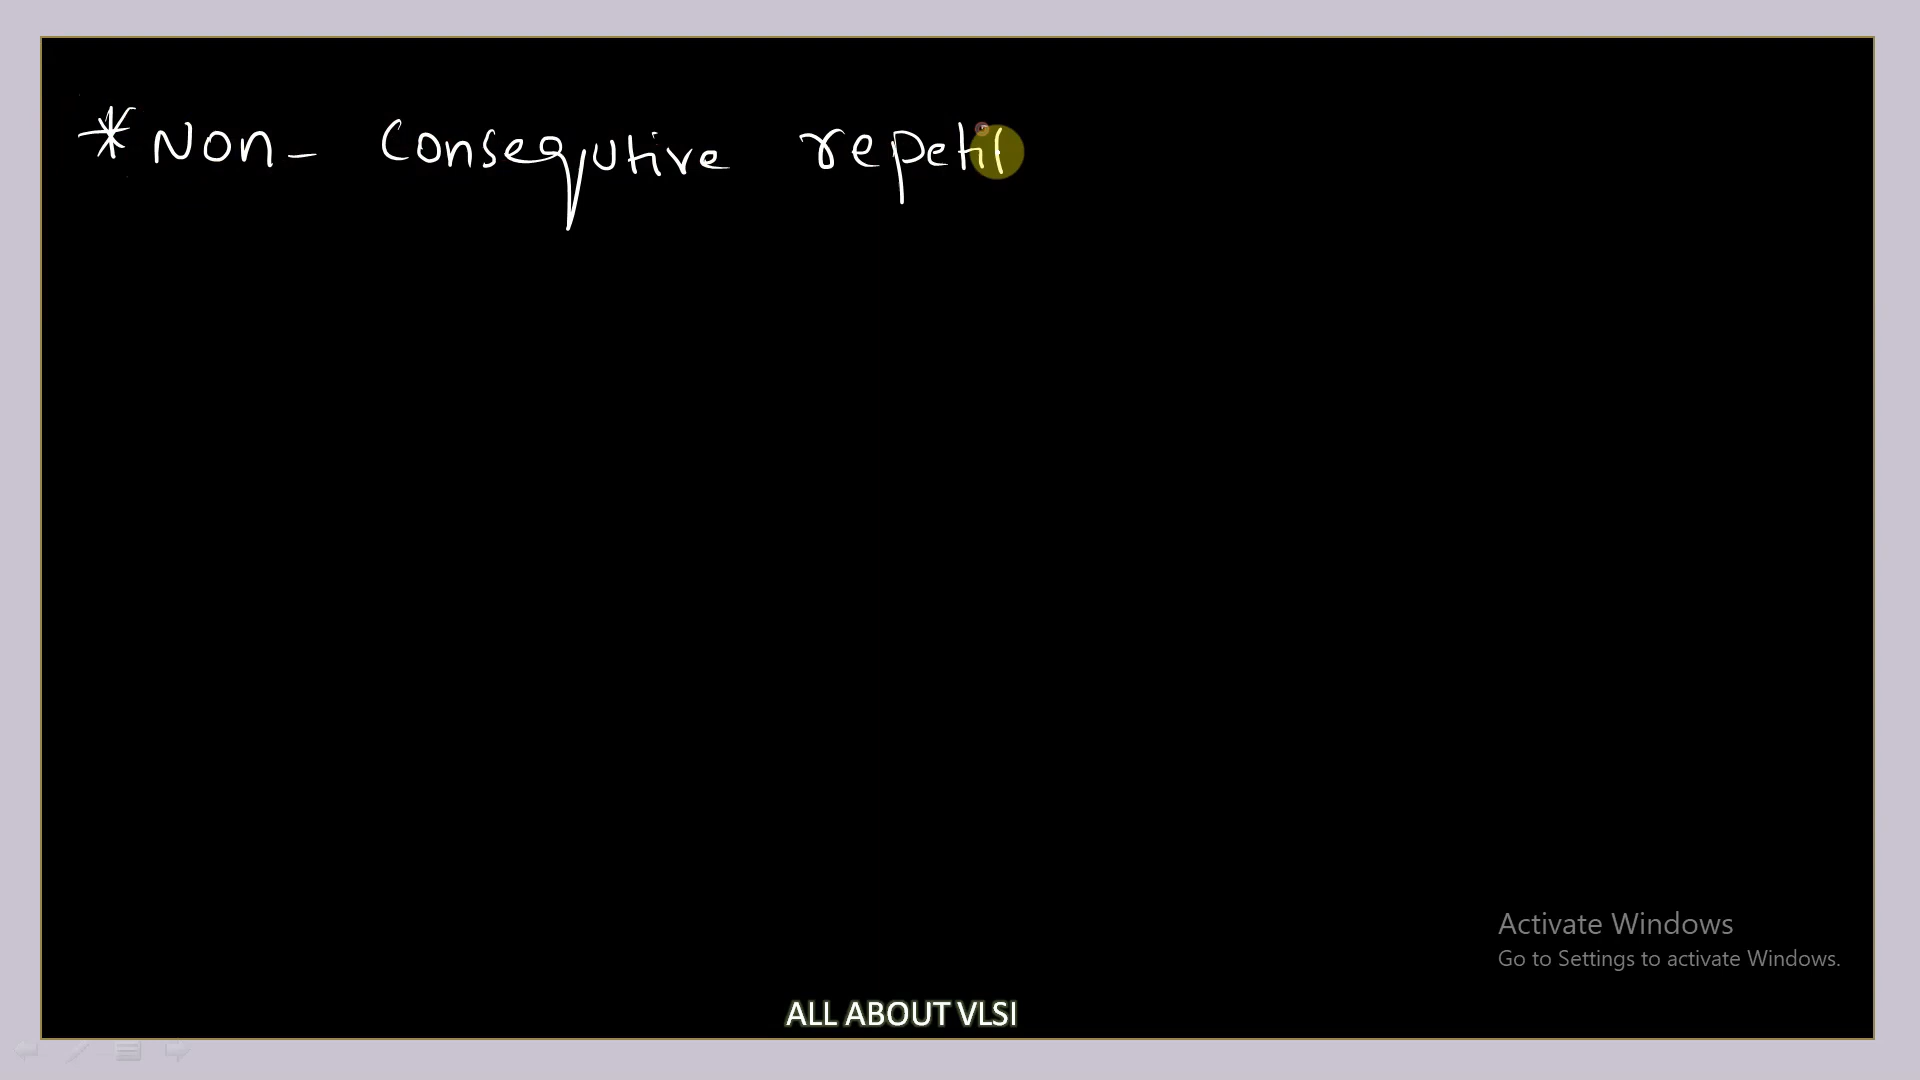 * Non - Consequtive repeti
Activate Windows
Go to Settings to activate Windows.
ALL ABOUT VLSI